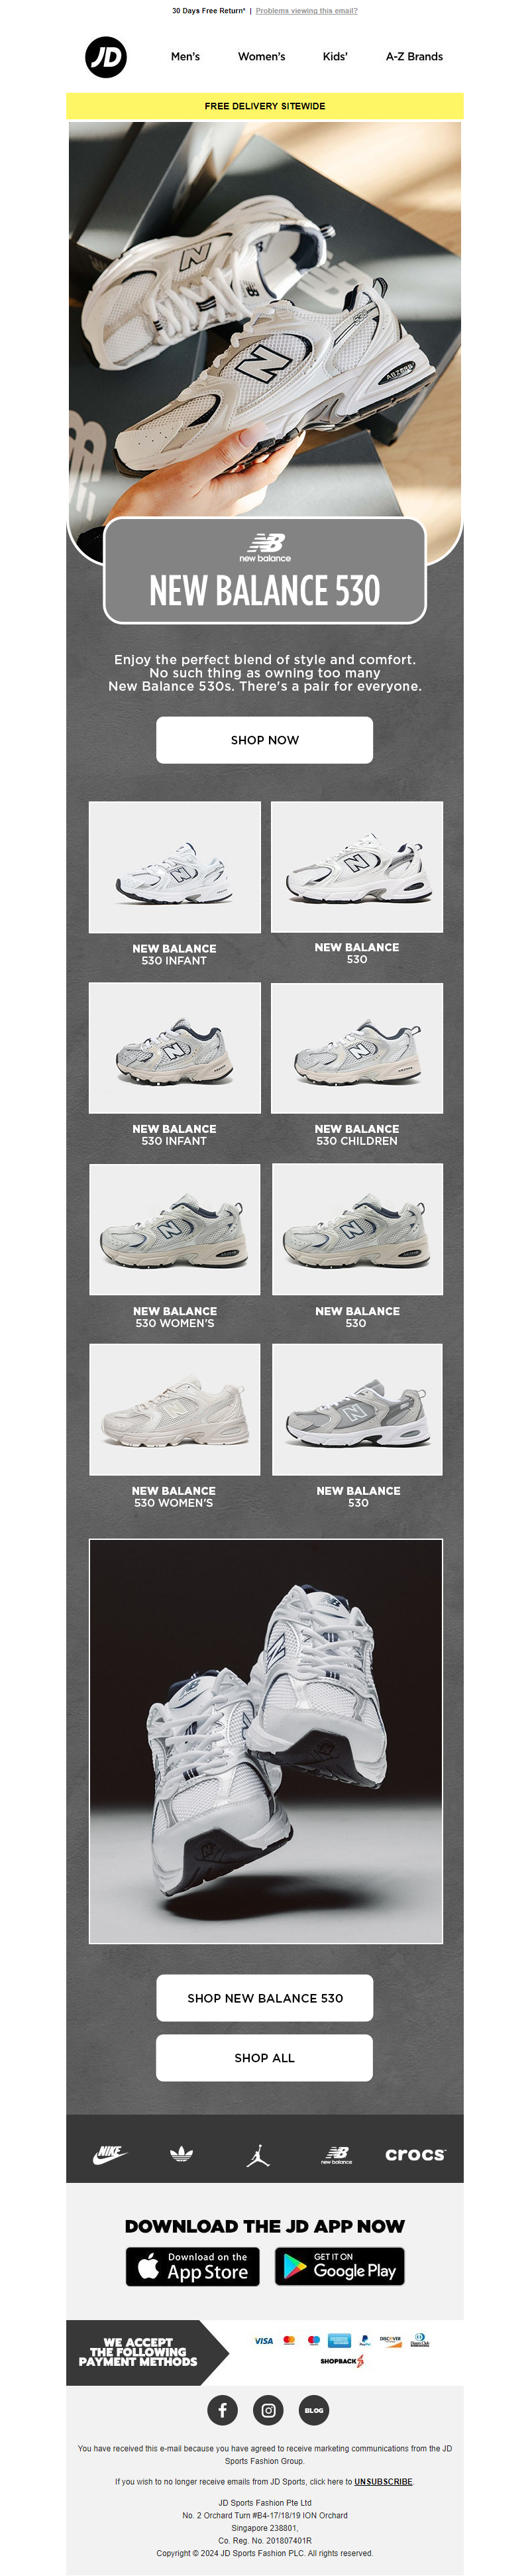 30 Days Free Return* | Problems viewing this email?
JD
Men's Women's Kids' A-Z Brands
FREE DELIVERY SITEWIDE
N
N
ABZORB
new balance
NEW BALANCE 530
Enjoy the perfect blend of style and comfort.
No such thing as owning too many
New Balance 530s. There's a pair for everyone.
SHOP NOW
NEW BALANCE
530 INFANT
NEW BALANCE
530
NEW BALANCE
530 INFANT
NEW BALANCE
530 CHILDREN
NEW BALANCE
530 WOMEN'S
NEW BALANCE
530
NEW BALANCE
530 WOMEN'S
NEW BALANCE
530
SHOP NEW BALANCE 530
SHOP ALL
NIKE
new balance
crocs
DOWNLOAD THE JD APP NOW
Download on the
App Store
GET IT ON
Google Play
WE ACCEPT
THE FOLLOWING
PAYMENT METHODS
VISA
PayPal
DISCOVER
Diners Club
SHOPBACK
BLOG
You have received this e-mail because you have agreed to receive marketing communications from the JD
Sports Fashion Group.
If you wish to no longer receive emails from JD Sports, click here to UNSUBSCRIBE.
JD Sports Fashion Pte Ltd
No. 2 Orchard Turn #B4-17/18/19 ION Orchard
Singapore 238801,
Co. Reg. No. 201807401R
Copyright © 2024 JD Sports Fashion PLC. All rights reserved.